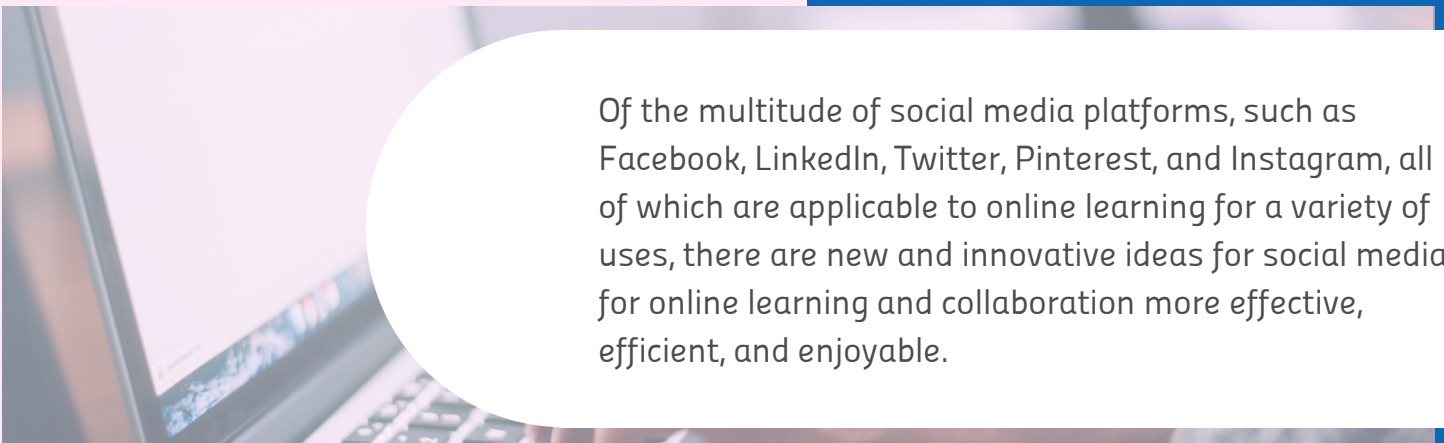 Of the multitude of social media platforms, such as
Facebook, LinkedIn, Twitter, Pinterest, and Instagram, all
of which are applicable to online learning for a variety of
uses, there are new and innovative ideas for social media
for online learning and collaboration more effective,
efficient, and enjoyable.